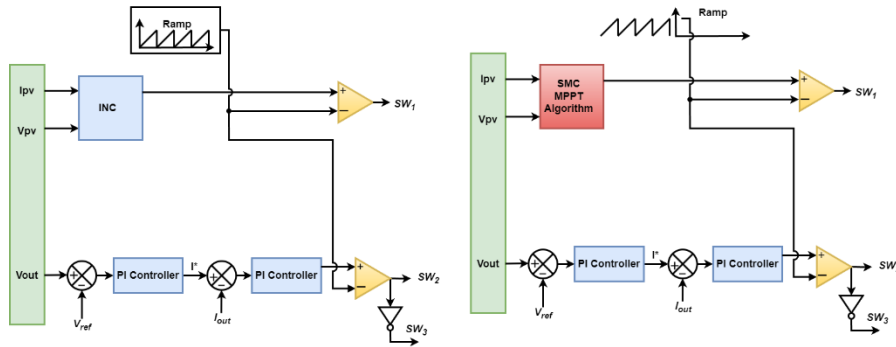 Ramp
Ipv
INC
Vpv
+
−
SW1
Vout
+
−
PI Controller
I*
+
−
PI Controller
+
−
SW2
Vref
Iout
SW3
Ramp
Ipv
SMC
MPPT
Algorithm
Vpv
+
−
SW1
Vout
+
−
PI Controller
I*
+
−
PI Controller
+
−
SW
Vref
Iout
SW3